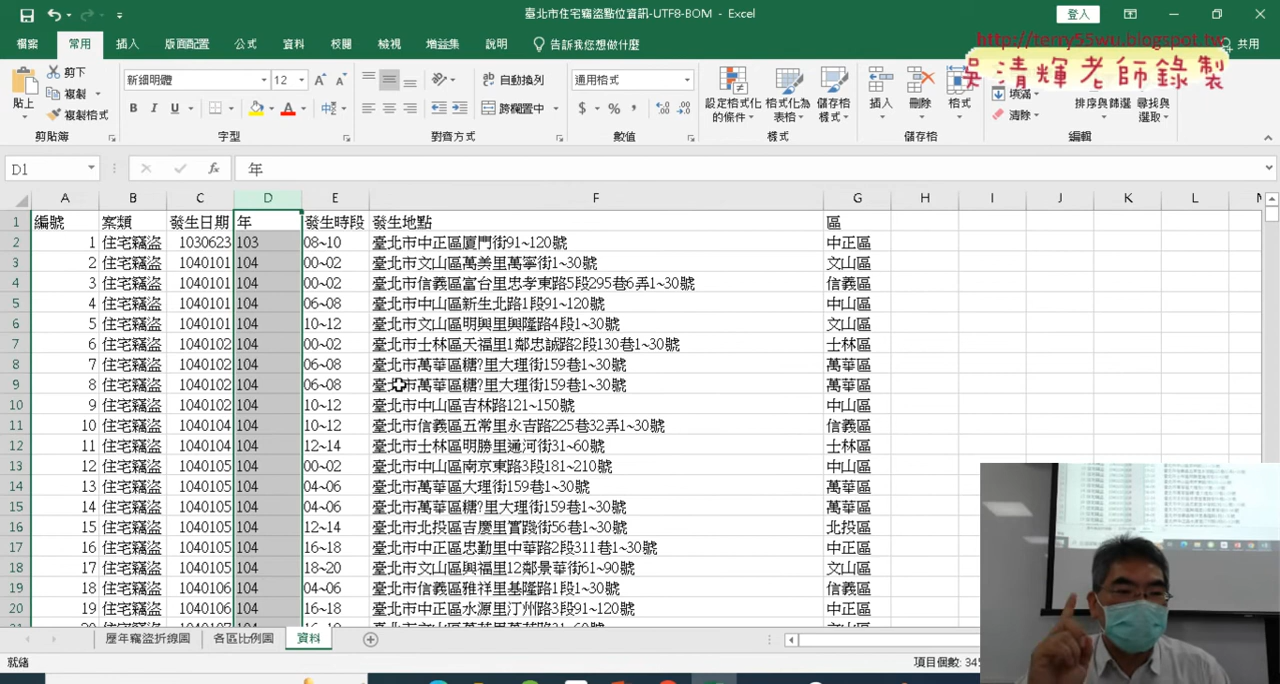 臺北市住宅竊盜點位資訊-UTF8-BOM - Excel
登入
檔案 常用 插入 版面配置 公式 資料 校閱 檢視 增益集 說明 告訴我您想做什麼 共用
http://terry55wu.blogspot.tw
吳清輝老師錄製
貼上 剪下 複製 複製格式
新細明體 12
B I U
自動換列
跨欄置中
通用格式
$ % ,
設定格式化的條件 格式化為表格 儲存格樣式
插入 刪除 格式
填滿
清除
排序與篩選 尋找與選取
剪貼簿 字型 對齊方式 數值 樣式 儲存格 編輯
D1 fx 年
A B C D E F G H I J K L
1 編號 案類 發生日期 年 發生時段 發生地點 區
2 1 住宅竊盜 1030623 103 08~10 臺北市中正區廈門街91~120號 中正區
3 2 住宅竊盜 1040101 104 00~02 臺北市文山區萬美里萬寧街1~30號 文山區
4 3 住宅竊盜 1040101 104 00~02 臺北市信義區富台里忠孝東路5段295巷6弄1~30號 信義區
5 4 住宅竊盜 1040101 104 06~08 臺北市中山區新生北路1段91~120號 中山區
6 5 住宅竊盜 1040101 104 10~12 臺北市文山區明興里興隆路4段1~30號 文山區
7 6 住宅竊盜 1040102 104 00~02 臺北市士林區天福里1鄰忠誠路2段130巷1~30號 士林區
8 7 住宅竊盜 1040102 104 06~08 臺北市萬華區糖?里大理街159巷1~30號 萬華區
9 8 住宅竊盜 1040102 104 06~08 臺北市萬華區糖?里大理街159巷1~30號 萬華區
10 9 住宅竊盜 1040102 104 10~12 臺北市中山區吉林路121~150號 中山區
11 10 住宅竊盜 1040104 104 10~12 臺北市信義區五常里永吉路225巷32弄1~30號 信義區
12 11 住宅竊盜 1040104 104 12~14 臺北市士林區明勝里通河街31~60號 士林區
13 12 住宅竊盜 1040105 104 00~02 臺北市中山區南京東路3段181~210號 中山區
14 13 住宅竊盜 1040105 104 04~06 臺北市萬華區大理街159巷1~30號 萬華區
15 14 住宅竊盜 1040105 104 04~06 臺北市萬華區糖?里大理街159巷1~30號 萬華區
16 15 住宅竊盜 1040105 104 12~14 臺北市北投區吉慶里實踐街56巷1~30號 北投區
17 16 住宅竊盜 1040105 104 16~18 臺北市中正區忠勤里中華路2段311巷1~30號 中正區
18 17 住宅竊盜 1040105 104 18~20 臺北市文山區興福里12鄰景華街61~90號 文山區
19 18 住宅竊盜 1040106 104 04~06 臺北市信義區雅祥里基隆路1段1~30號 信義區
20 19 住宅竊盜 1040106 104 16~18 臺北市中正區水源里汀州路3段91~120號 中正區
歷年竊盜折線圖 各區比例圖 資料
就緒 項目個數: